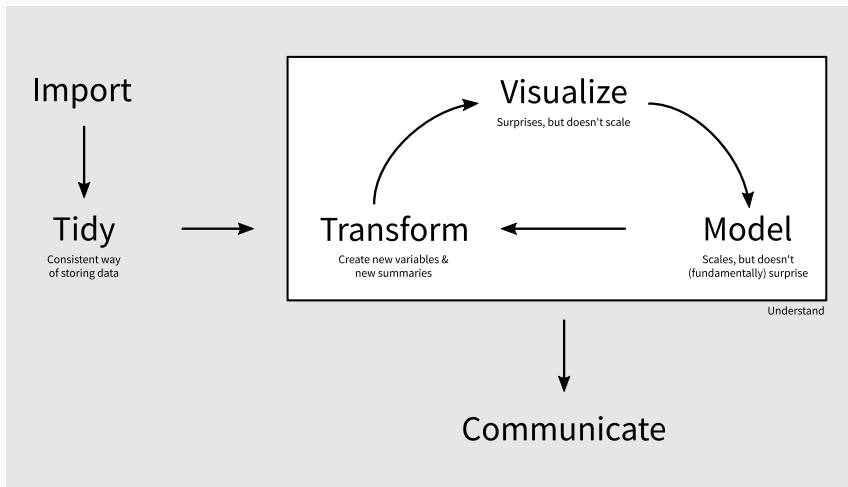 Import
Tidy
Consistent way
of storing data
Visualize
Surprises, but doesn't scale
Transform
Create new variables &
new summaries
Model
Scales, but doesn't
(fundamentally) surprise
Understand
Communicate